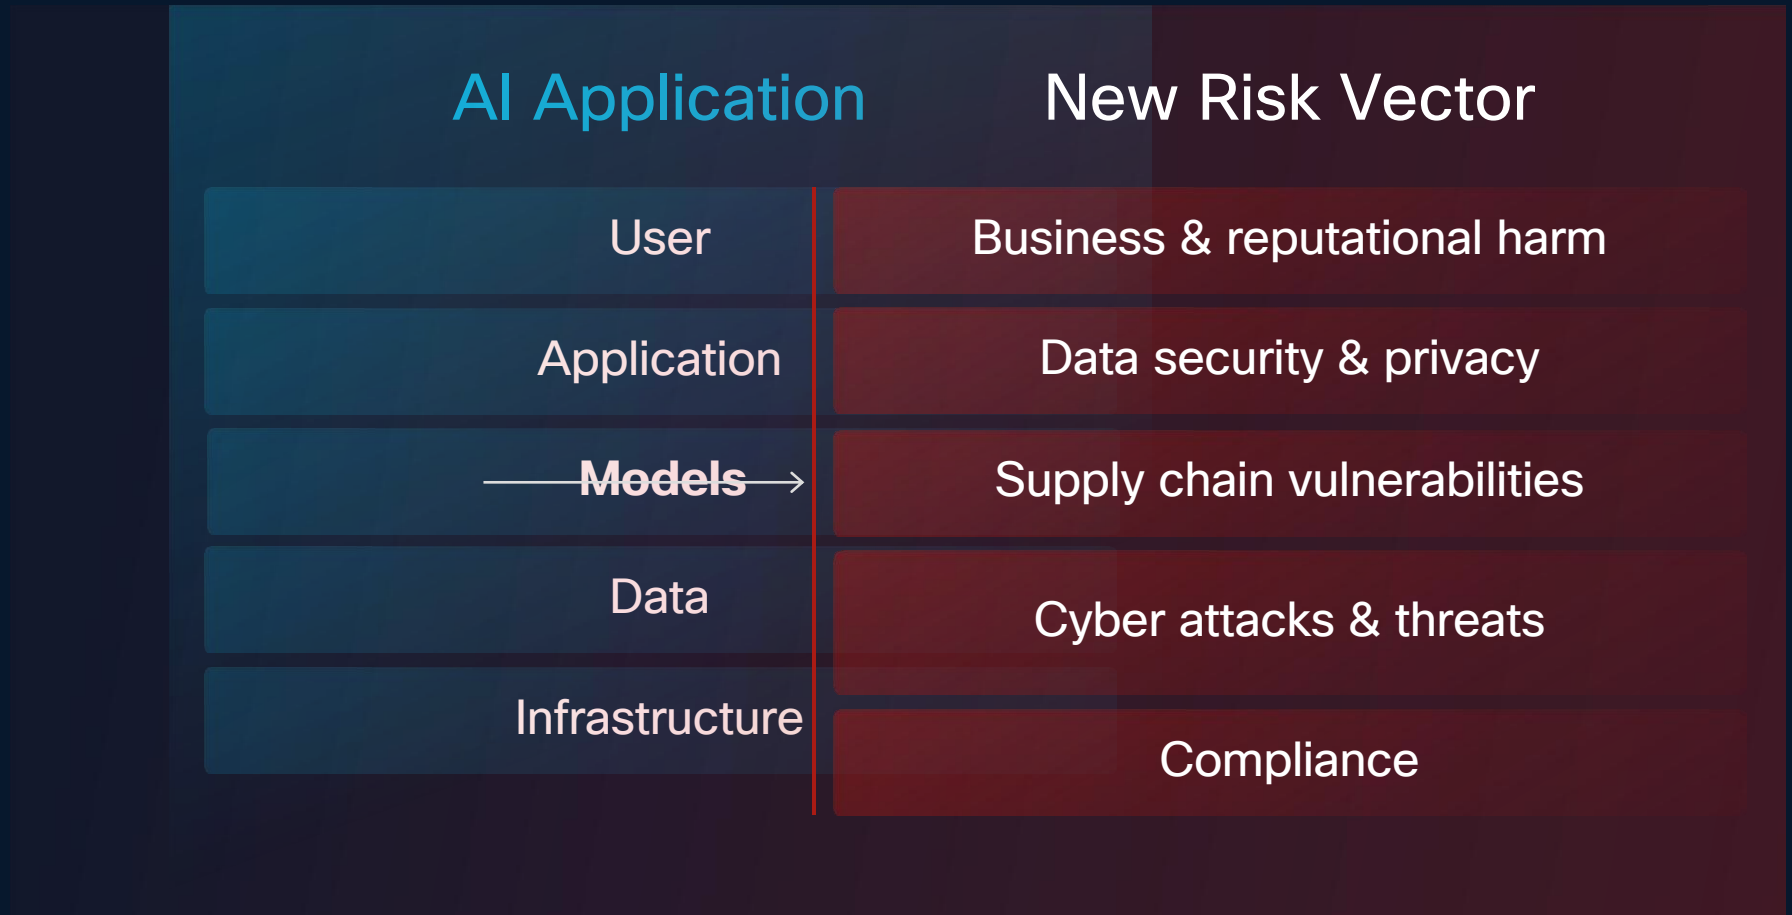 AI Application
New Risk Vector
User
Business & reputational harm
Application
Data security & privacy
Models
Supply chain vulnerabilities
Data
Cyber attacks & threats
Infrastructure
Compliance